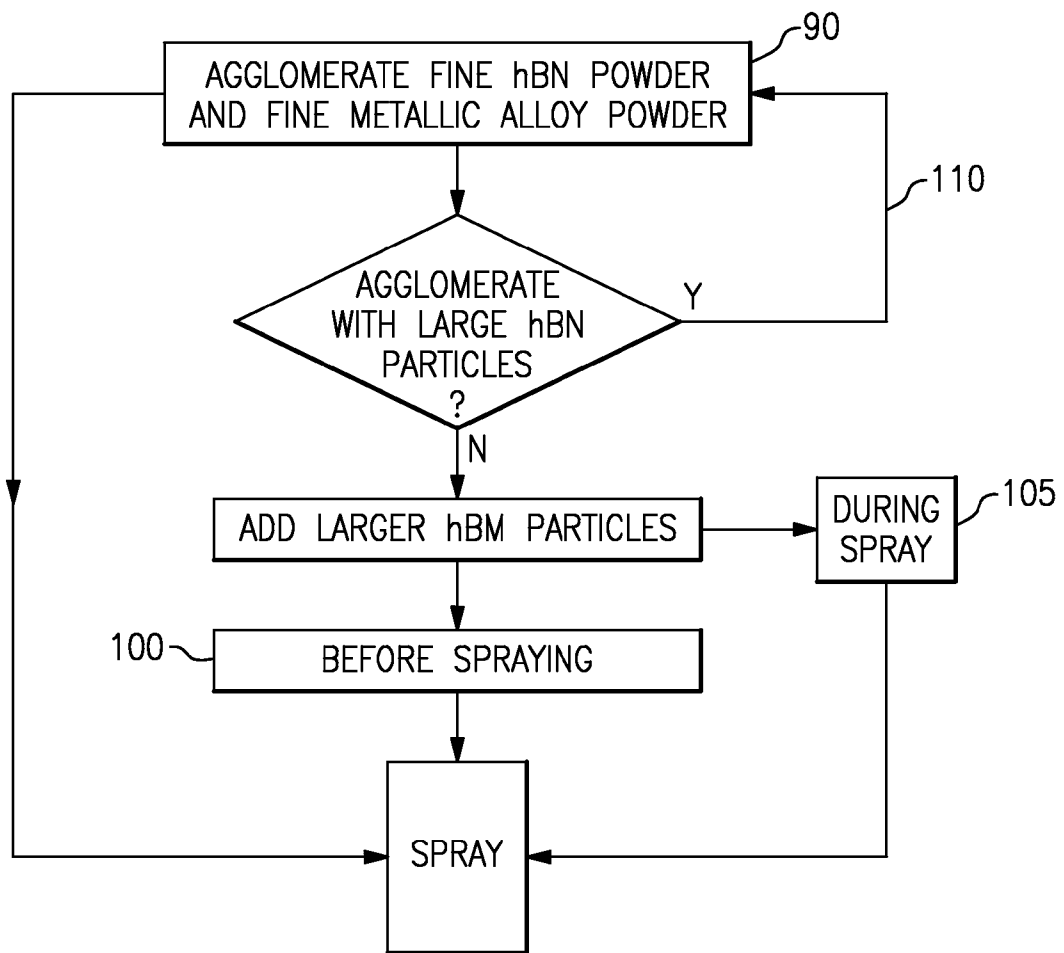 90
AGGLOMERATE FINE hBN POWDER
AND FINE METALLIC ALLOY POWDER
110
AGGLOMERATE
WITH LARGE hBN
PARTICLES
?
Y
N
ADD LARGER hBM PARTICLES
DURING
SPRAY
105
100
BEFORE SPRAYING
SPRAY